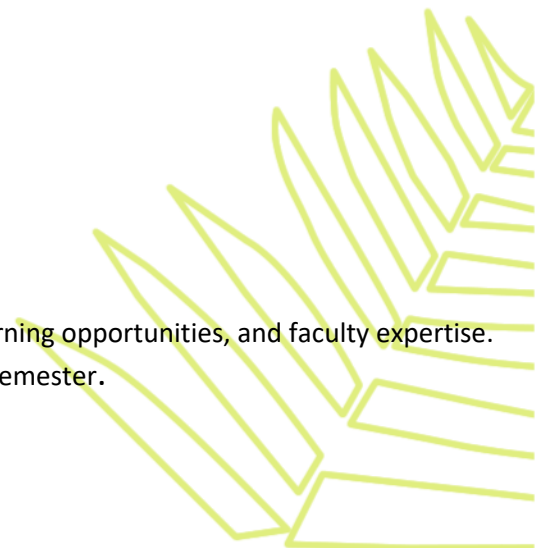 rning opportunities, and faculty expertise.
emester.